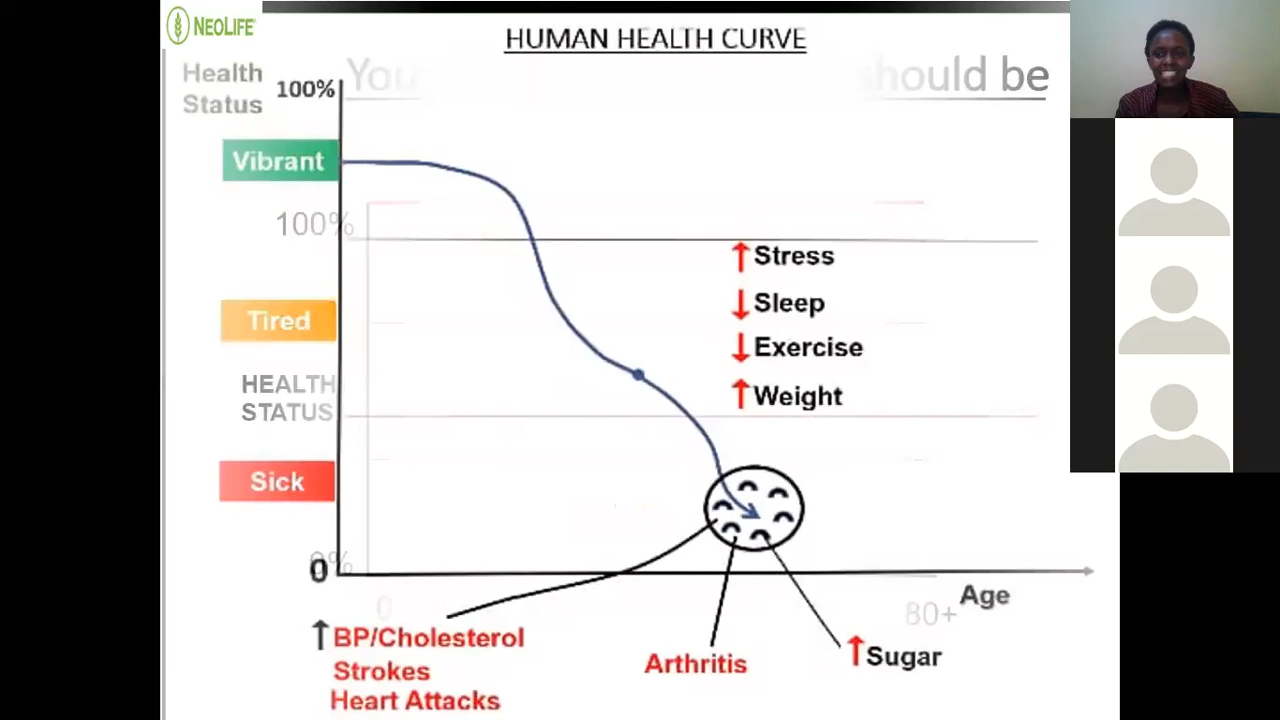 NEOLIFE
HUMAN HEALTH CURVE
Health
Status
100%
You
should be
Vibrant
100%
Stress
Sleep
Tired
Exercise
HEALTH
STATUS
Weight
Sick
0%
0
Age
0
80+
BP/Cholesterol
Strokes
Heart Attacks
Arthritis
Sugar